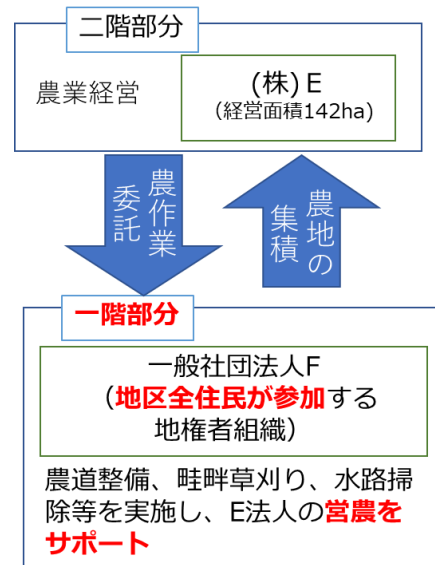 二階部分
農業経営
(株)E
(経営面積142ha)
農作業
委託
農地の
集積
一階部分
一般社団法人F
（地区全住民が参加する
地権者組織）
農道整備、畦畔草刈り、水路掃
除等を実施し、E法人の営農を
サポート